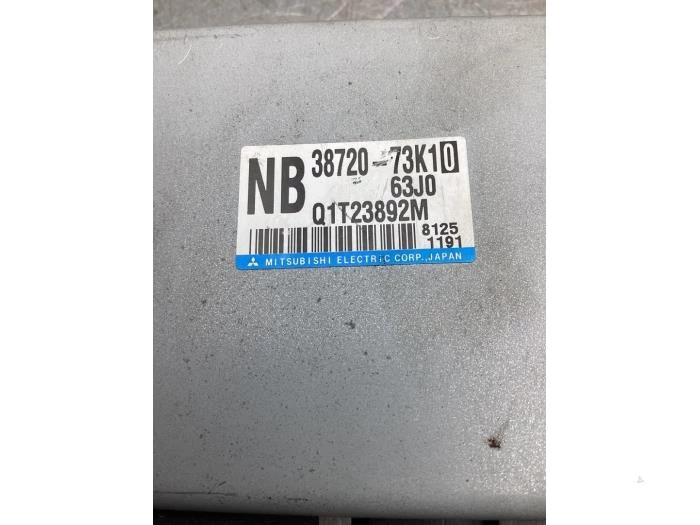 NB 38720-73K10
63J0
Q1T23892M
8125
1191
MITSUBISHI ELECTRIC CORP., JAPAN